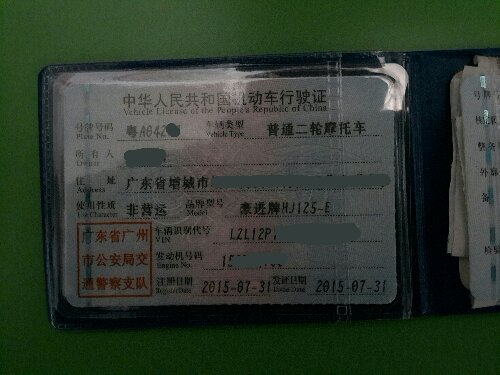 中华人民共和国机动车行驶证
Vehicle License of the People's Republic of China
号牌号码 粤A642 车辆类型 普通二轮摩托车
Plate No. Vehicle Type
所有人
Owner
住址 广东省增城市
Address
使用性质 非营运 品牌型号 豪进牌HJ125-E
Use Character Model
广东省广州 车辆识别代号 LZL12P
VIN
市公安局交 发动机号码 15
Engine No.
通警察支队 注册日期 2015-07-31 发证日期 2015-07-31
Register Date Issue Date
号牌